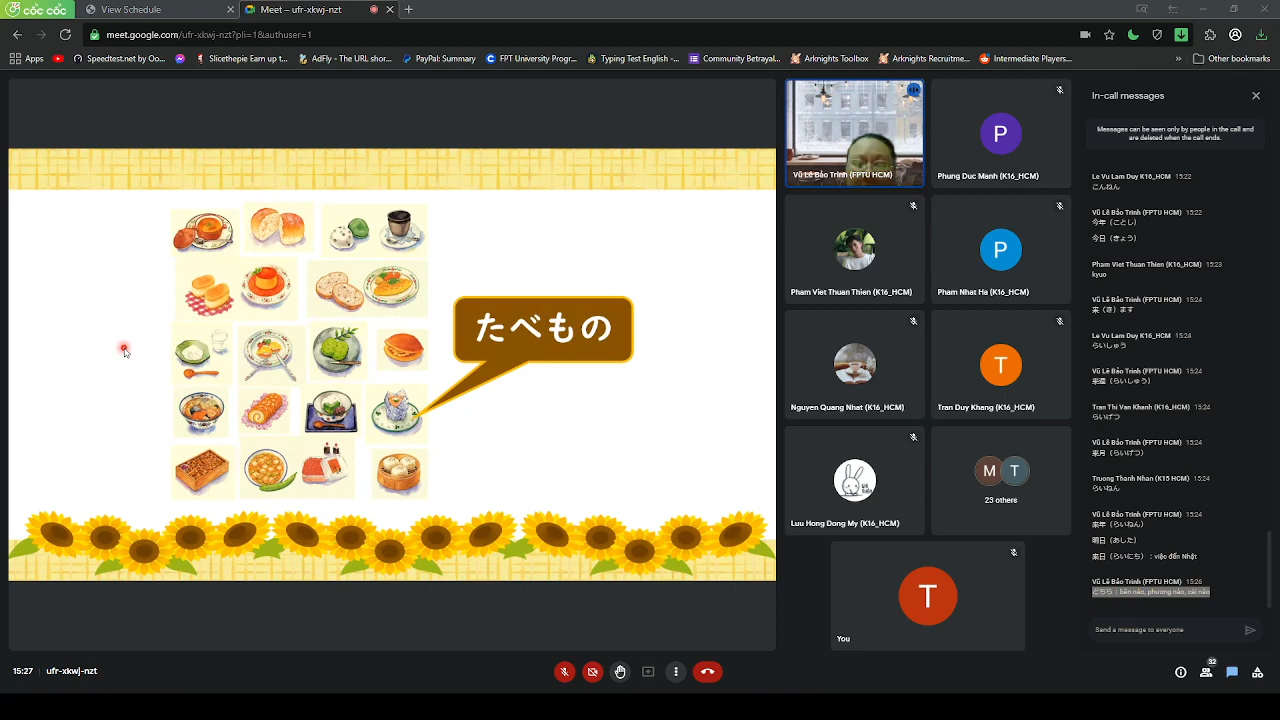 cốc cốc
View Schedule
Meet – ufr-xkwj-nzt
meet.google.com/ufr-xkwj-nzt?pli=1&authuser=1
Apps
Speedtest.net by Oo...
Slicethepie Earn up t...
AdFly - The URL shor...
PayPal: Summary
FPT University Progr...
Typing Test English -...
Community Betrayal...
Arknights Toolbox
Arknights Recruitme...
Intermediate Players...
»
Other bookmarks
たべもの
Vũ Lê Bảo Trinh (FPTU HCM)
P
Phung Duc Manh (K16_HCM)
Pham Viet Thuan Thien (K16_HCM)
P
Pham Nhat Ha (K16_HCM)
Nguyen Quang Nhat (K16_HCM)
T
Tran Duy Khang (K16_HCM)
Luu Hong Dong My (K16_HCM)
M
T
23 others
T
You
In-call messages
Messages can be seen only by people in the call and
are deleted when the call ends.
Le Vu Lam Duy K16_HCM 15:22
こんねん
Vũ Lê Bảo Trinh (FPTU HCM) 15:22
今年（ことし）
今日（きょう）
Pham Viet Thuan Thien (K16_HCM) 15:23
kyuo
Vũ Lê Bảo Trinh (FPTU HCM) 15:24
来（き）ます
Le Vu Lam Duy K16_HCM 15:24
らいしゅう
Vũ Lê Bảo Trinh (FPTU HCM) 15:24
来週（らいしゅう）
Tran Thi Van Khanh (K16_HCM) 15:24
らいげつ
Vũ Lê Bảo Trinh (FPTU HCM) 15:24
来月（らいげつ）
Truong Thanh Nhan (K15 HCM) 15:24
らいねん
Vũ Lê Bảo Trinh (FPTU HCM) 15:24
来年（らいねん）
明日（あした）
来日（らいにち）：việc đến Nhật
Vũ Lê Bảo Trinh (FPTU HCM) 15:26
どちら：bên nào, phương nào, cái nào
Send a message to everyone
15:27 | ufr-xkwj-nzt
32